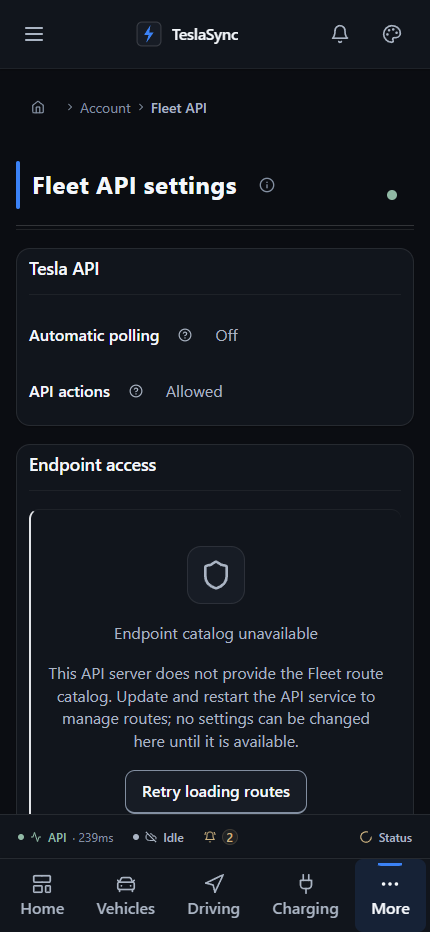 TeslaSync
Account
Fleet API
Fleet API settings
Tesla API
Automatic polling
Off
API actions
Allowed
Endpoint access
Endpoint catalog unavailable
This API server does not provide the Fleet route
catalog. Update and restart the API service to
manage routes; no settings can be changed
here until it is available.
Retry loading routes
API · 239ms
Idle
2
Status
Home
Vehicles
Driving
Charging
More